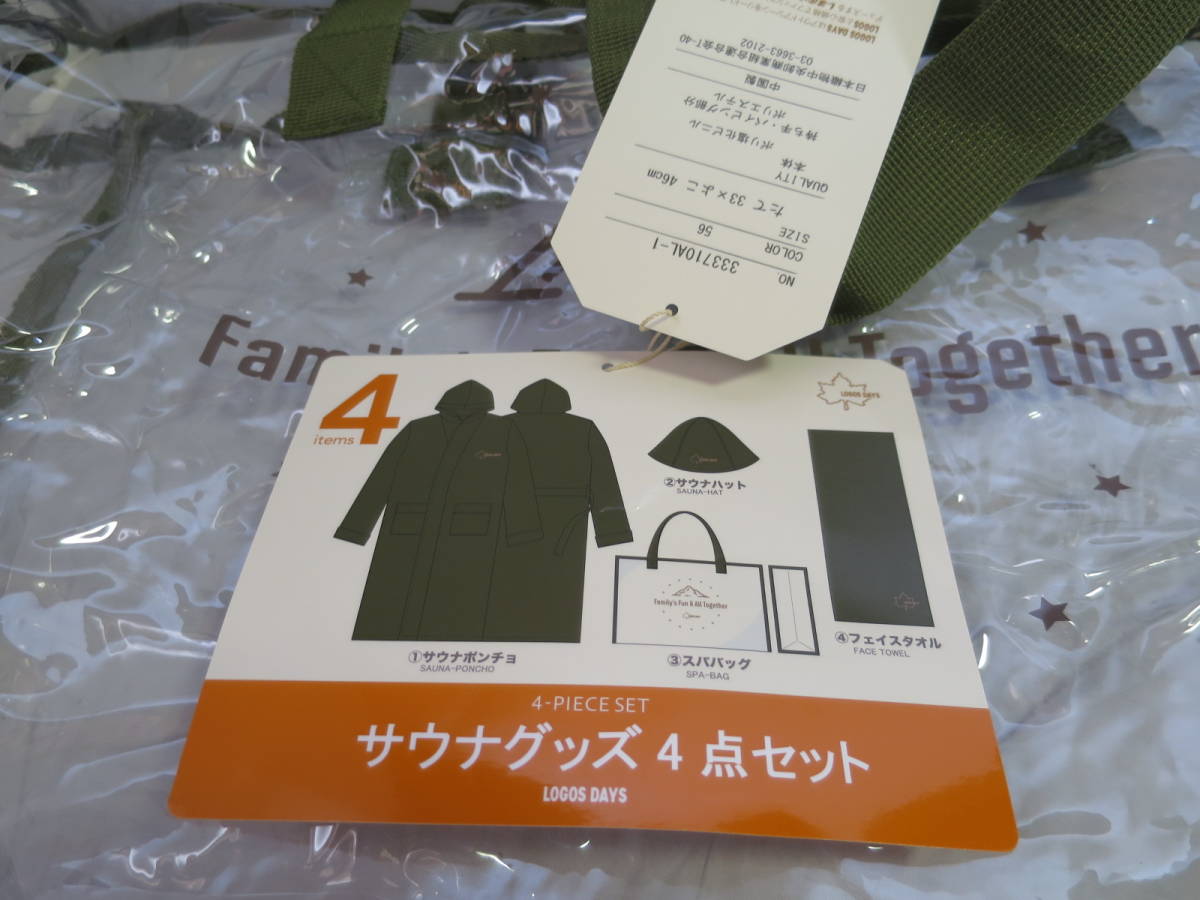 LOGOS DAYS
03-3663-2102
日本織物中央卸商業組合連合会T-40
中国製
ポリエステル
持ち手・パイピング部分
ポリ塩化ビニル
本体
QUALITY
たて 33×よこ 46cm
SIZE
56
COLOR
333710AL-1
NO.
Together
4
items
LOGOS DAYS
②サウナハット
SAUNA-HAT
Family's Fun & All Together
①サウナポンチョ
SAUNA-PONCHO
③スパバッグ
SPA-BAG
④フェイスタオル
FACE TOWEL
4-PIECE SET
サウナグッズ 4 点セット
LOGOS DAYS